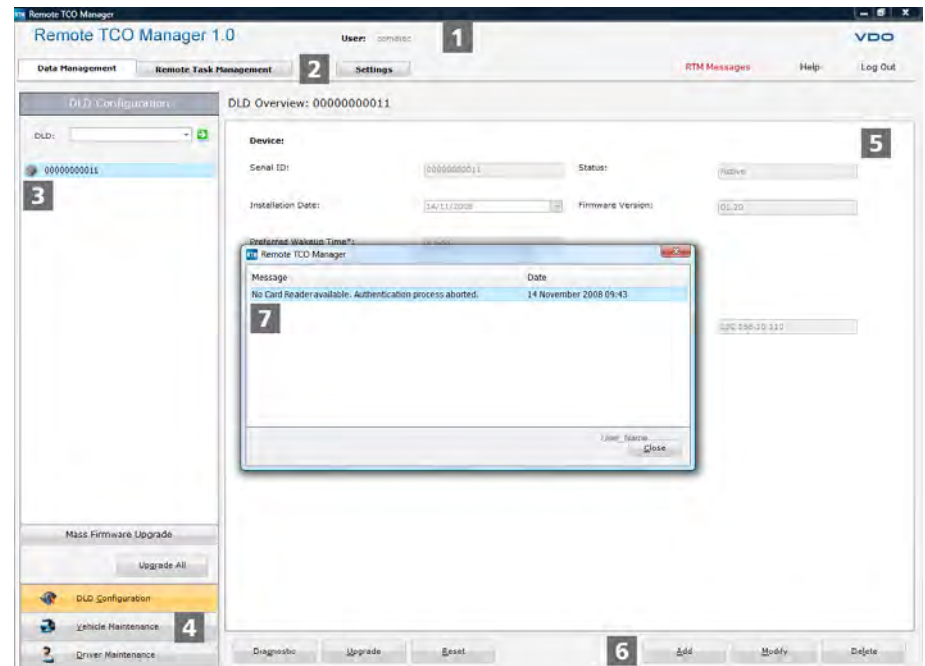 Remote TCO Manager
Remote TCO Manager 1.0 User: 1 VDO
Data Management Remote Task Management 2 Settings RTM Messages Help Log Out
DLD Configuration DLD Overview: 00000000011
DLD: Device: 5
00000000011 Serial ID: 00000000011 Status: Active
3
Installation Date: 14/11/2008 Firmware Version: 01.20
Preferred Wakeup Time*:
Remote TCO Manager
Message Date
No Card Reader available. Authentication process aborted. 14 November 2008 09:43
7
User_Name
Close
Mass Firmware Upgrade
Upgrade All
DLD Configuration
Vehicle Maintenance 4
Driver Maintenance Diagnostic Upgrade Reset 6 Add Modify Delete